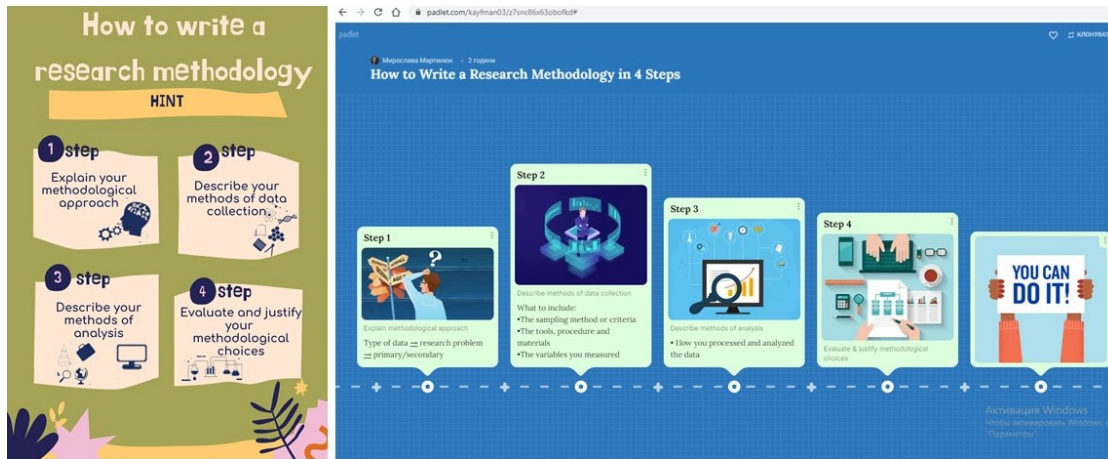 How to write a
research methodology
HINT
1 step
Explain your
methodological
approach
2 step
Describe your
methods of data
collection
3 step
Describe your
methods of
analysis
4 step
Evaluate and justify
your
methodological
choices
padlet.com/kayfman03/z7snc86x63obofkd#
padlet
КЛОНУВАТ
Мирослава Мартинюк • 2 години
How to Write a Research Methodology in 4 Steps
Step 1
?
Explain methodological approach
Type of data => research problem
=> primary/secondary
Step 2
Describe methods of data collection
What to include:
•The sampling method or criteria
•The tools, procedure and
materials
•The variables you measured
Step 3
Describe methods of analysis
• How you processed and analyzed
the data
Step 4
Evaluate & justify methodological
choices
YOU CAN
DO IT!
Активация Windows
Чтобы активировать Windows,
"Параметры".